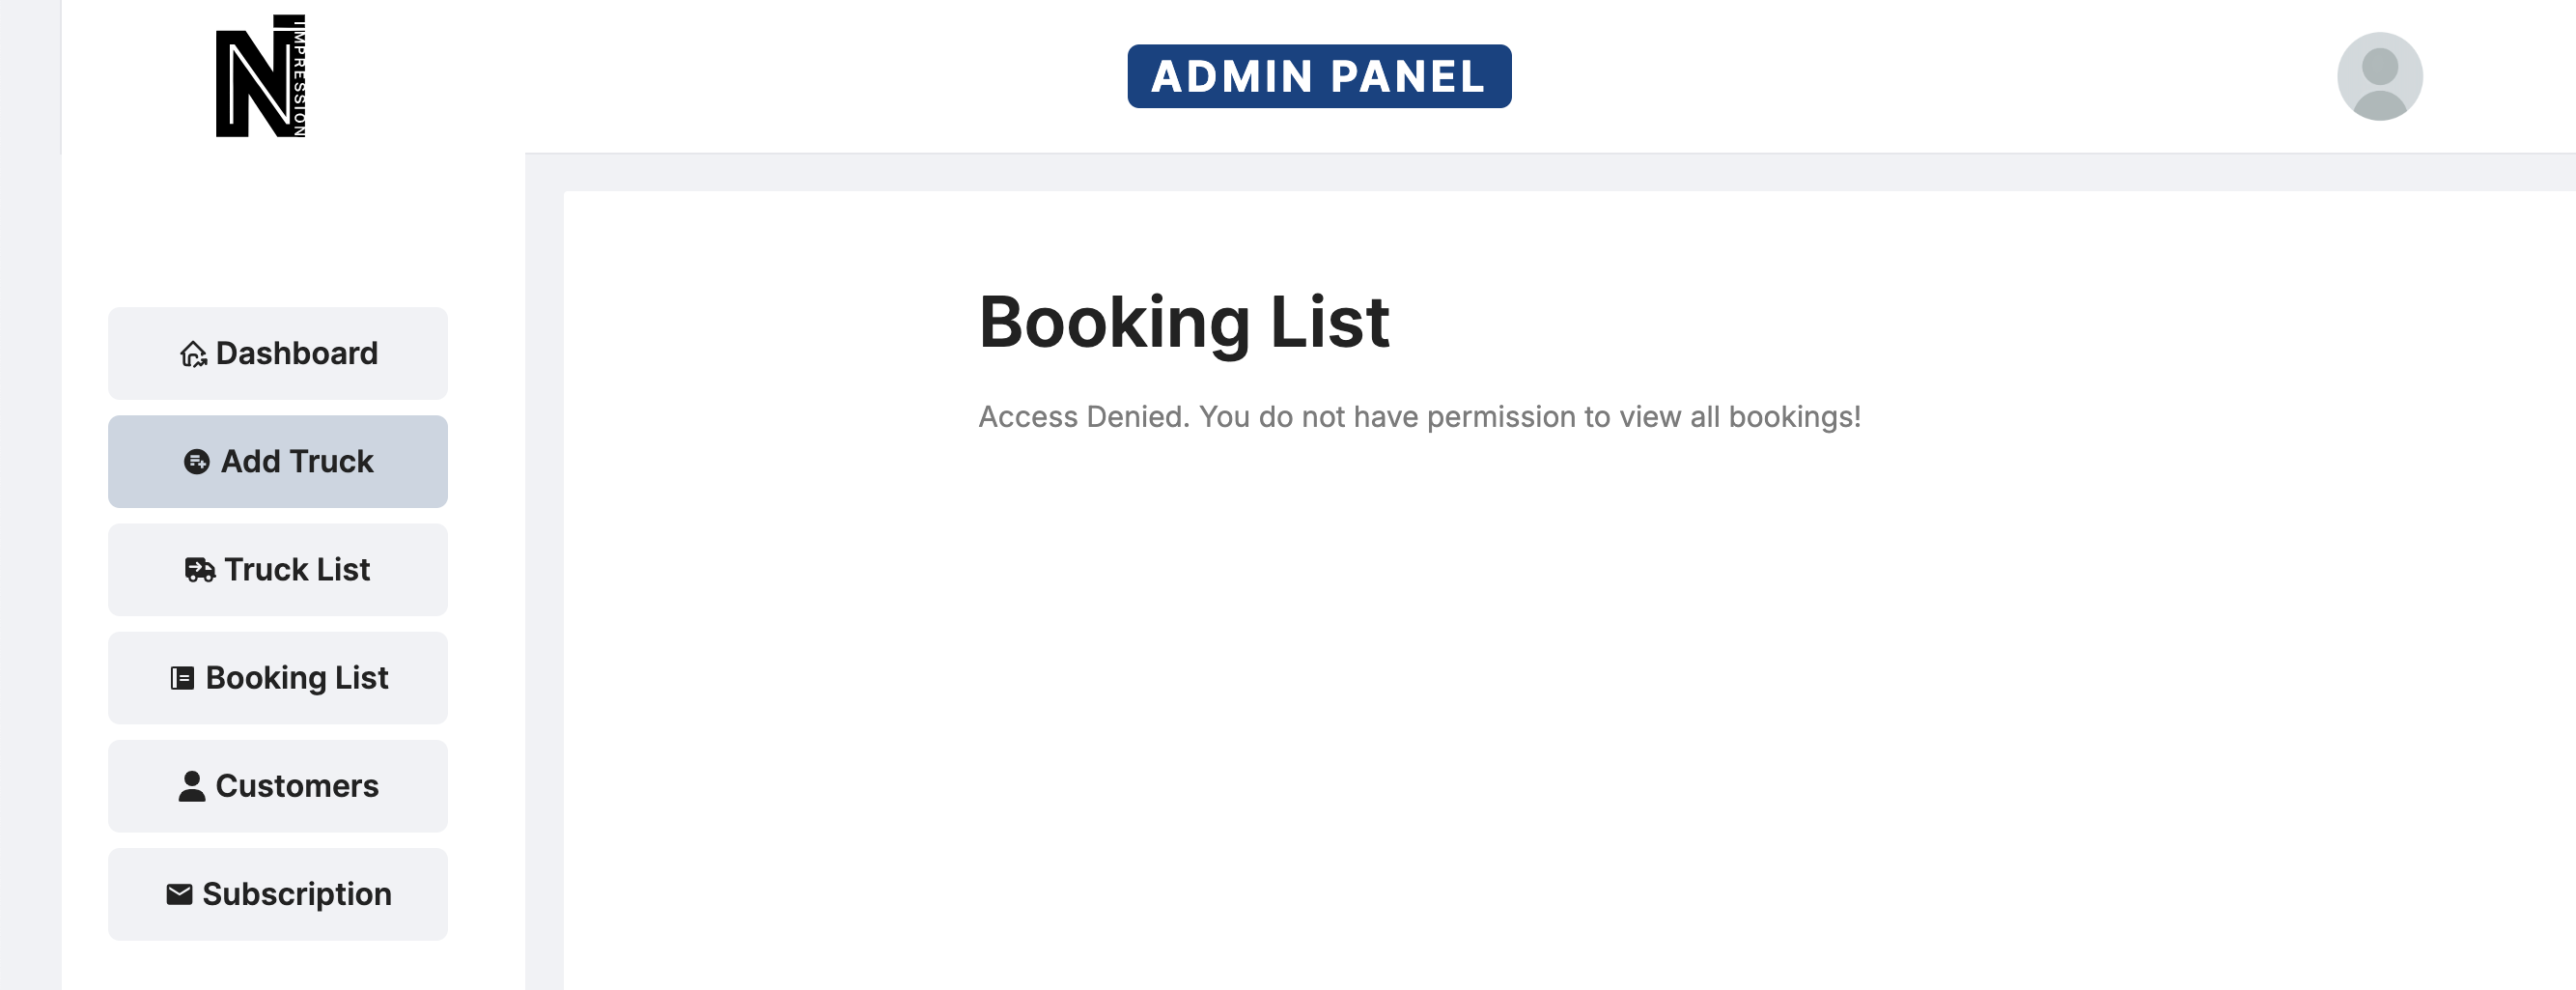 IMPRESSION
ADMIN PANEL
Dashboard
Add Truck
Truck List
Booking List
Customers
Subscription
Booking List
Access Denied. You do not have permission to view all bookings!